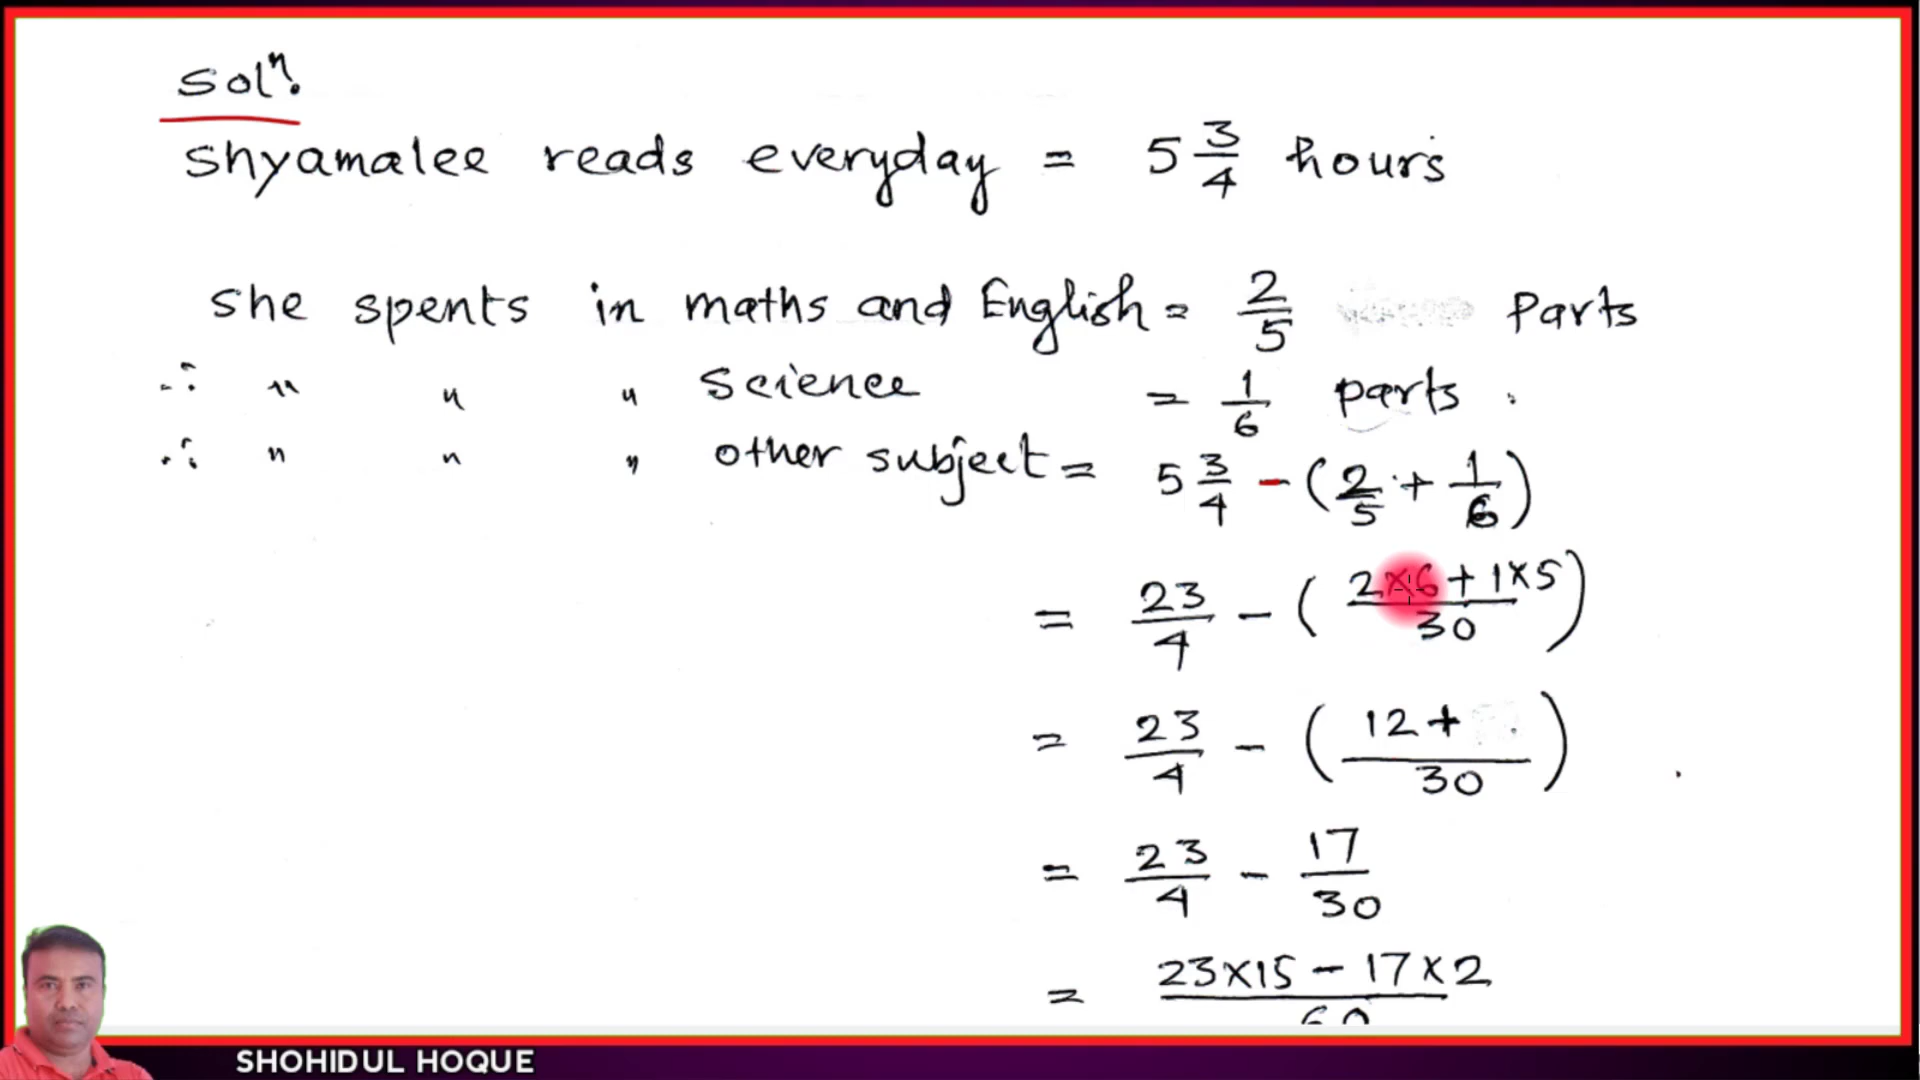 Solⁿ.
Shyamalee reads everyday = 5 3/4 hours
She spents in maths and English = 2/5 Parts
∴ " " " Science = 1/6 parts.
∴ " " " other subject = 5 3/4 - (2/5 + 1/6)
= 23/4 - (2×6+1×5/30)
= 23/4 - (12+ /30)
= 23/4 - 17/30
= 23×15 - 17×2/60
SHOHIDUL HOQUE